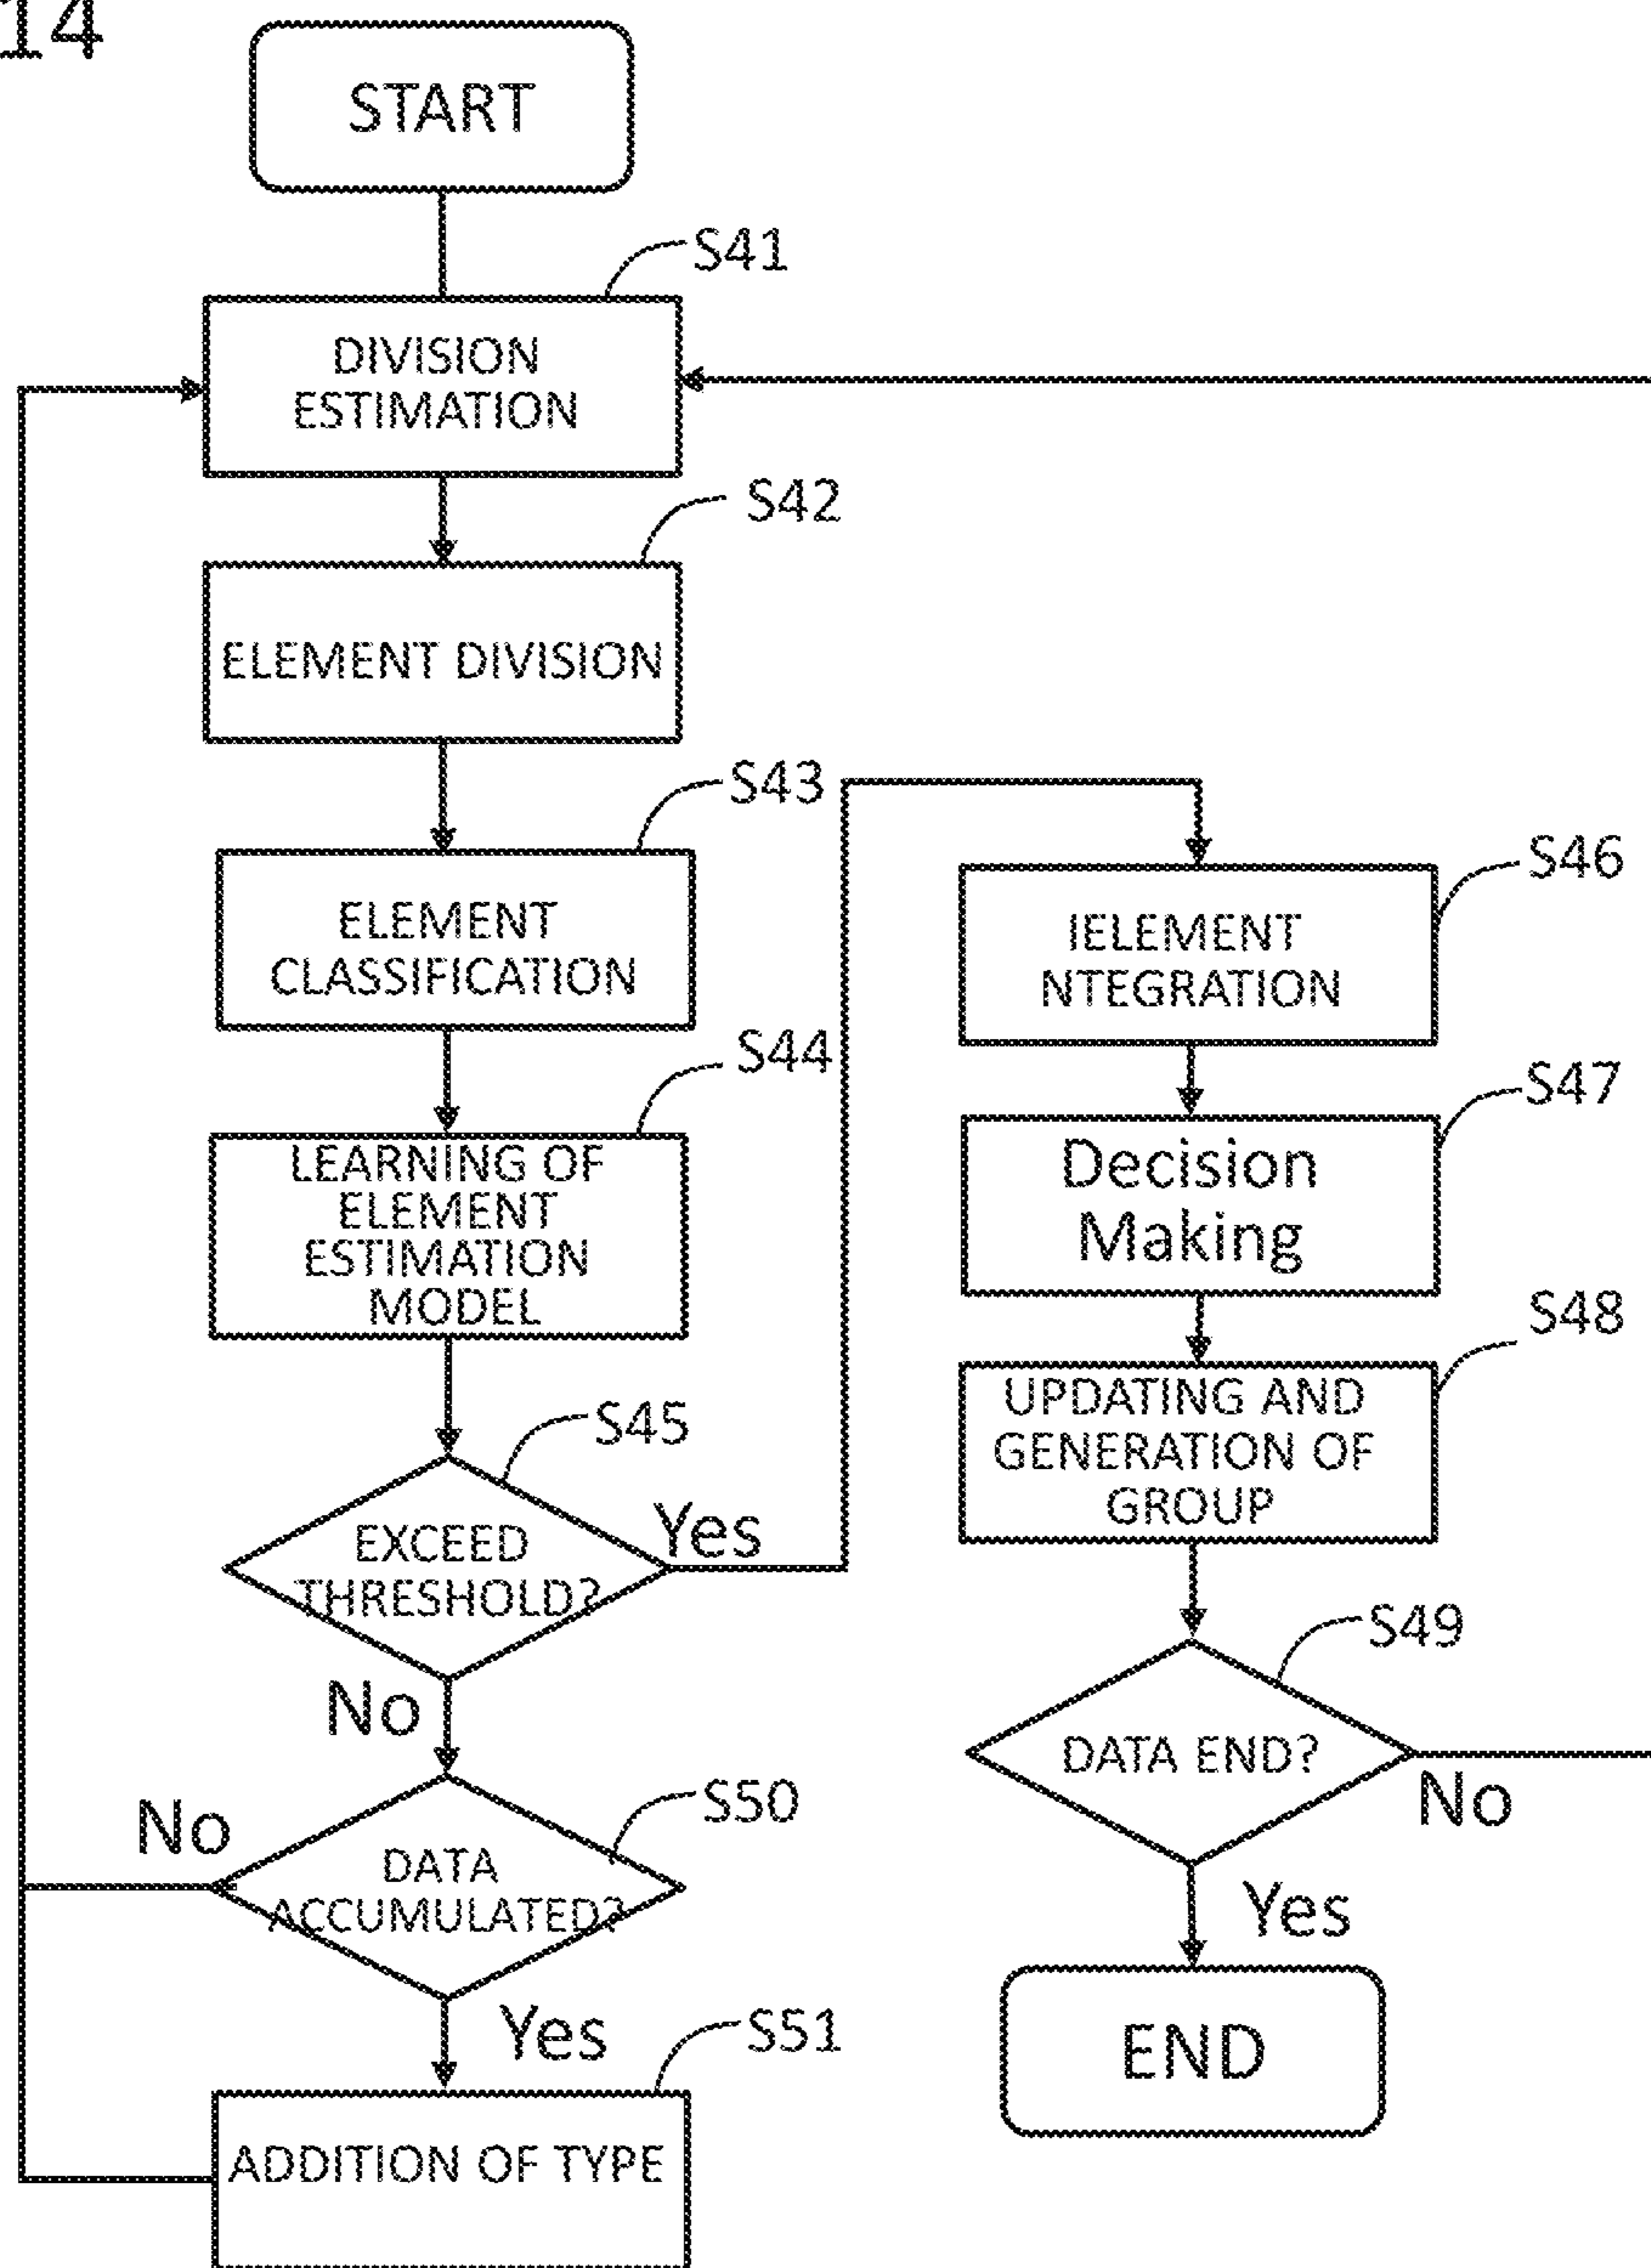 14
START
S41
DIVISION
ESTIMATION
S42
ELEMENT DIVISION
S43
ELEMENT
CLASSIFICATION
S44
LEARNING OF
ELEMENT
ESTIMATION
MODEL
S45
EXCEED
THRESHOLD?
Yes
No
S50
No
DATA
ACCUMULATED?
Yes
S51
ADDITION OF TYPE
S46
IELEMENT
NTEGRATION
S47
Decision
Making
S48
UPDATING AND
GENERATION OF
GROUP
S49
DATA END?
No
Yes
END